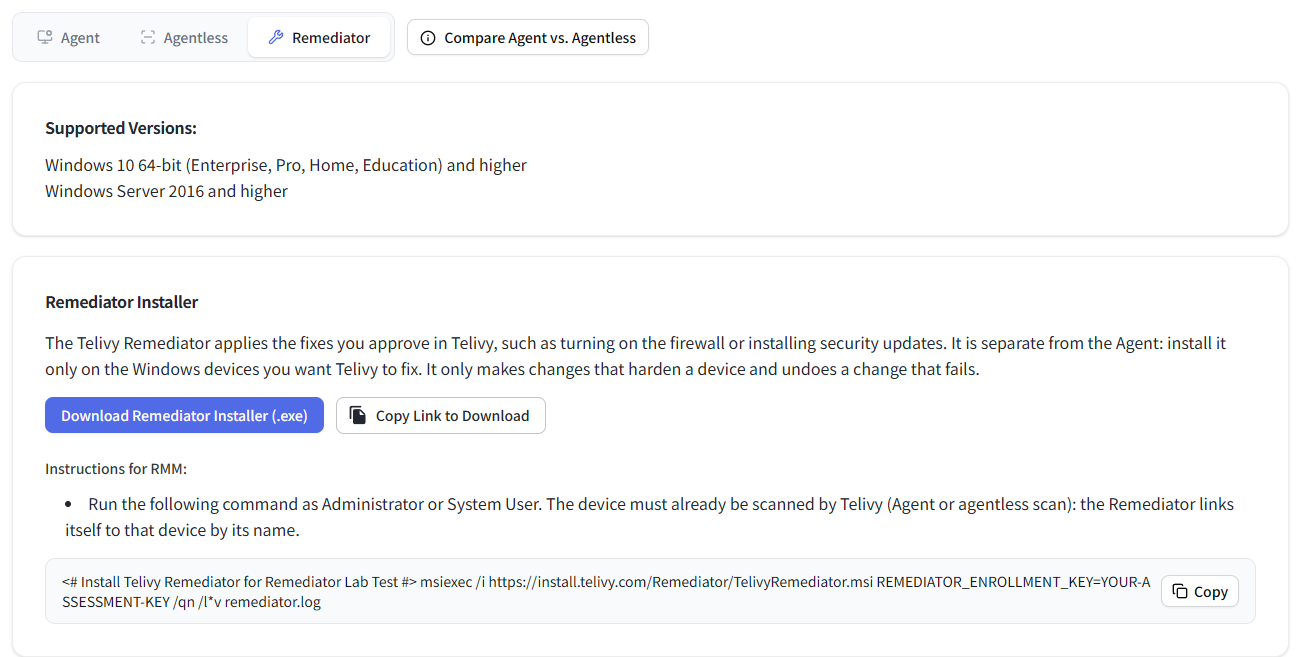 Agent
Agentless
Remediator
Compare Agent vs. Agentless
Supported Versions:
Windows 10 64-bit (Enterprise, Pro, Home, Education) and higher
Windows Server 2016 and higher
Remediator Installer
The Telivy Remediator applies the fixes you approve in Telivy, such as turning on the firewall or installing security updates. It is separate from the Agent: install it
only on the Windows devices you want Telivy to fix. It only makes changes that harden a device and undoes a change that fails.
Download Remediator Installer (.exe)
Copy Link to Download
Instructions for RMM:
• Run the following command as Administrator or System User. The device must already be scanned by Telivy (Agent or agentless scan): the Remediator links
itself to that device by its name.
<# Install Telivy Remediator for Remediator Lab Test #> msiexec /i https://install.telivy.com/Remediator/TelivyRemediator.msi REMEDIATOR_ENROLLMENT_KEY=YOUR-A
SSESSMENT-KEY /qn /l*v remediator.log
Copy